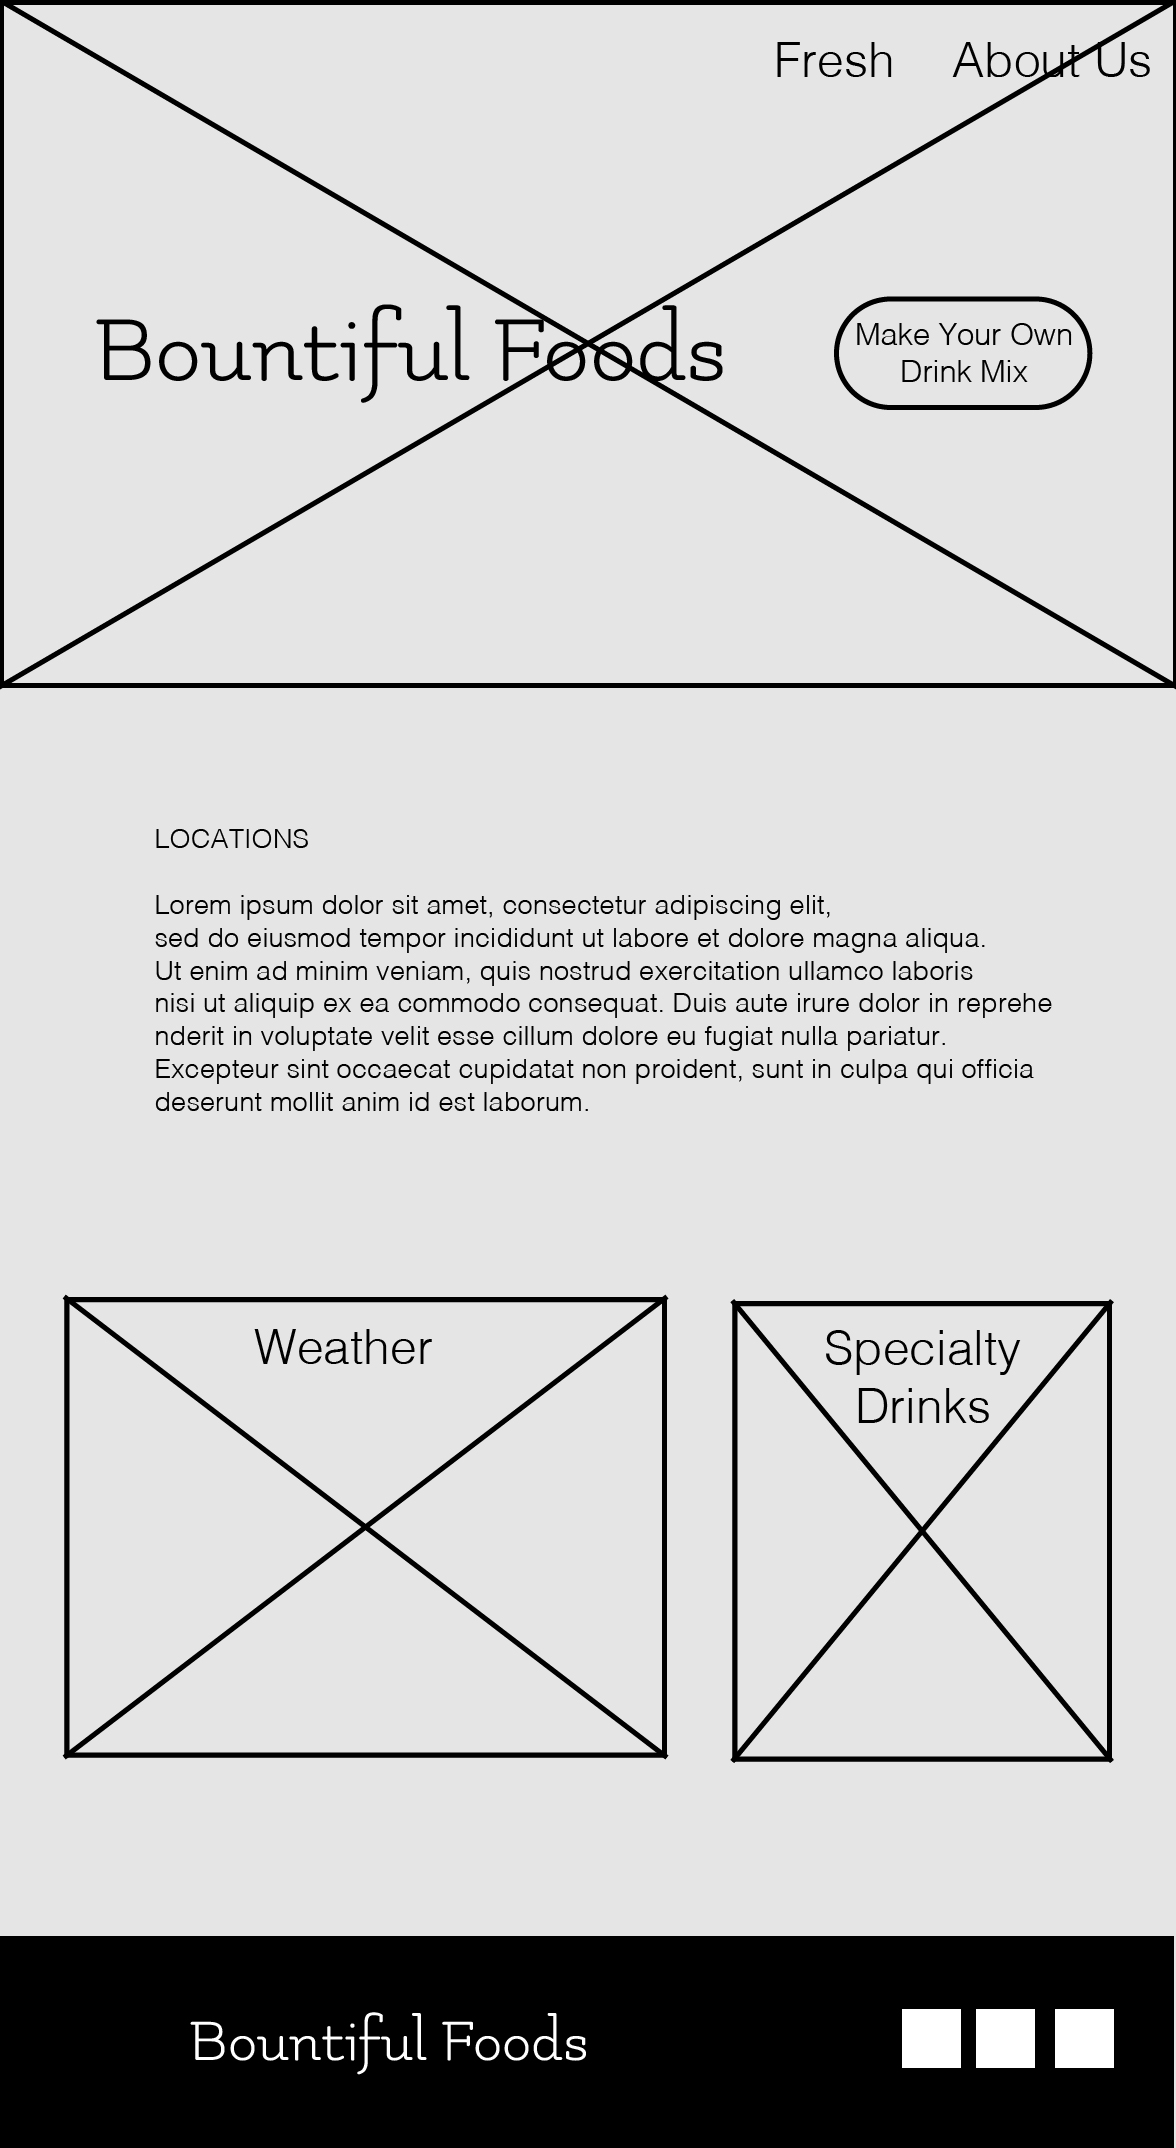 Fresh About Us
Bountiful Foods
Make Your Own
Drink Mix
LOCATIONS
Lorem ipsum dolor sit amet, consectetur adipiscing elit,
sed do eiusmod tempor incididunt ut labore et dolore magna aliqua.
Ut enim ad minim veniam, quis nostrud exercitation ullamco laboris
nisi ut aliquip ex ea commodo consequat. Duis aute irure dolor in reprehe
nderit in voluptate velit esse cillum dolore eu fugiat nulla pariatur.
Excepteur sint occaecat cupidatat non proident, sunt in culpa qui officia
deserunt mollit anim id est laborum.
Weather
Specialty
Drinks
Bountiful Foods